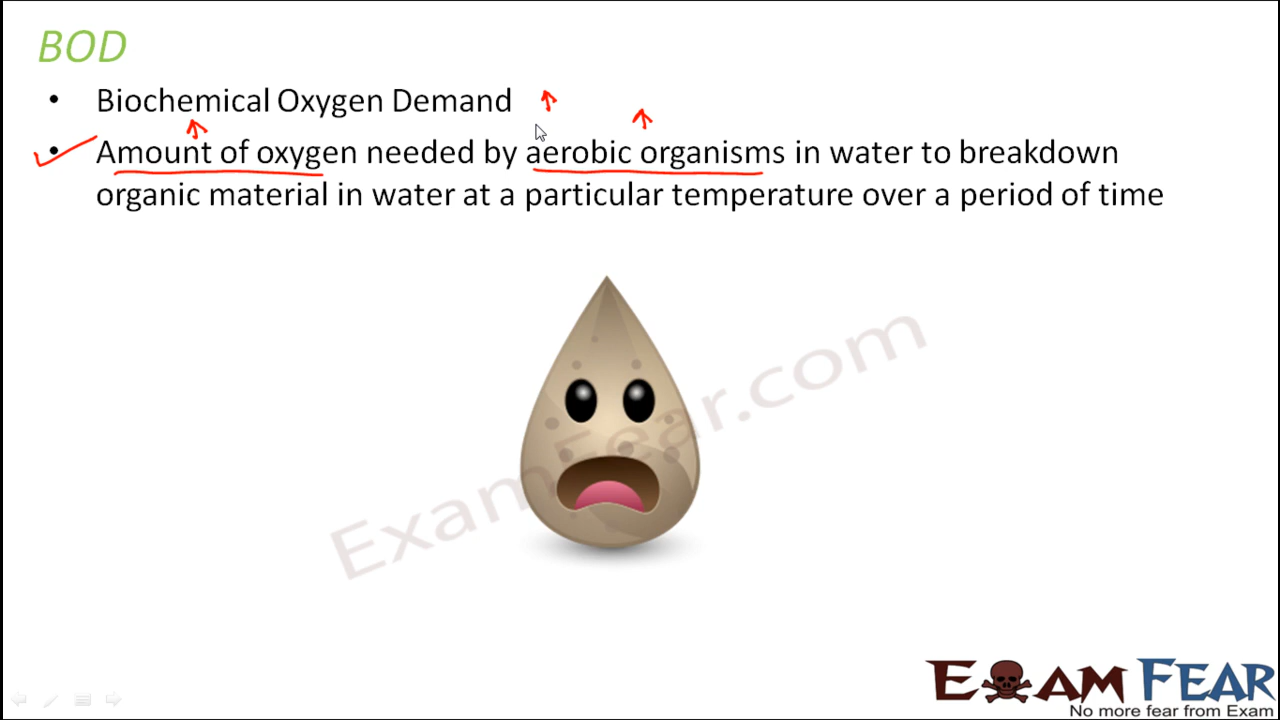 BOD
• Biochemical Oxygen Demand
• Amount of oxygen needed by aerobic organisms in water to breakdown
organic material in water at a particular temperature over a period of time
ExamFear.com
EXAM FEAR
No more fear from Exam